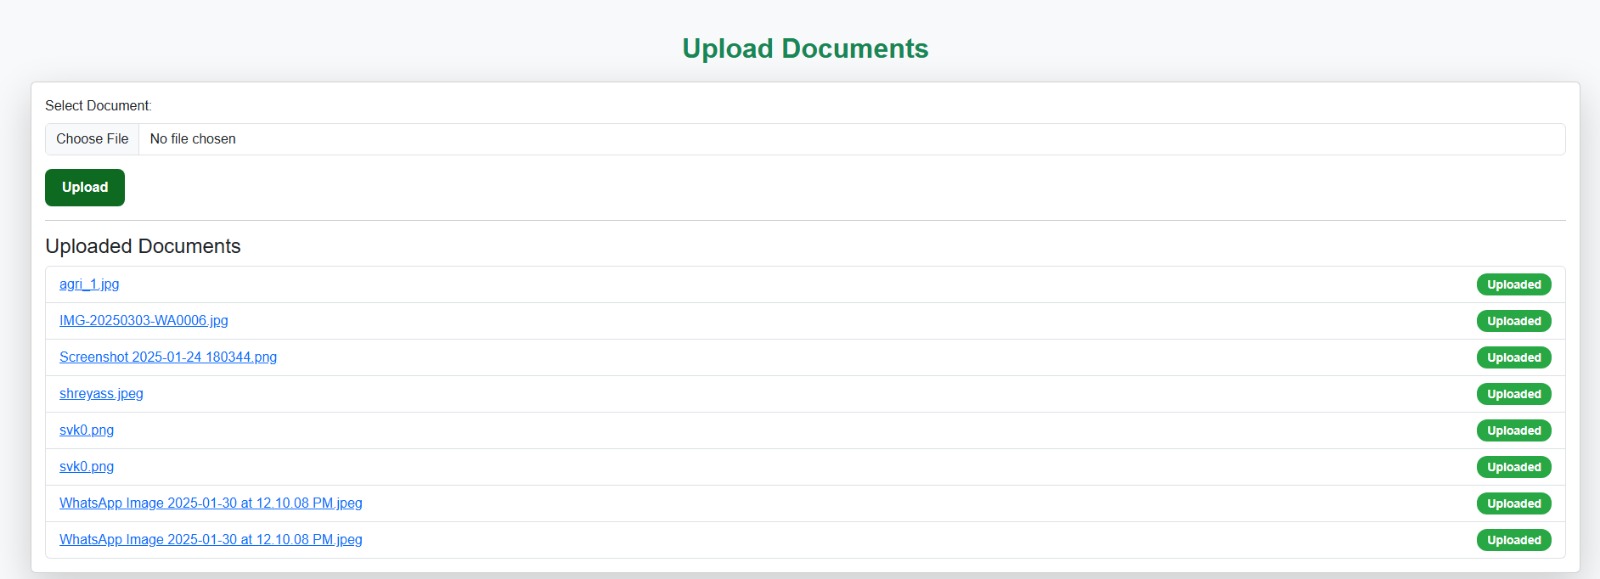 Upload Documents
Select Document:
Choose File No file chosen
Upload
Uploaded Documents
agri_1.jpg Uploaded
IMG-20250303-WA0006.jpg Uploaded
Screenshot 2025-01-24 180344.png Uploaded
shreyass.jpeg Uploaded
svk0.png Uploaded
svk0.png Uploaded
WhatsApp Image 2025-01-30 at 12.10.08 PM.jpeg Uploaded
WhatsApp Image 2025-01-30 at 12.10.08 PM.jpeg Uploaded